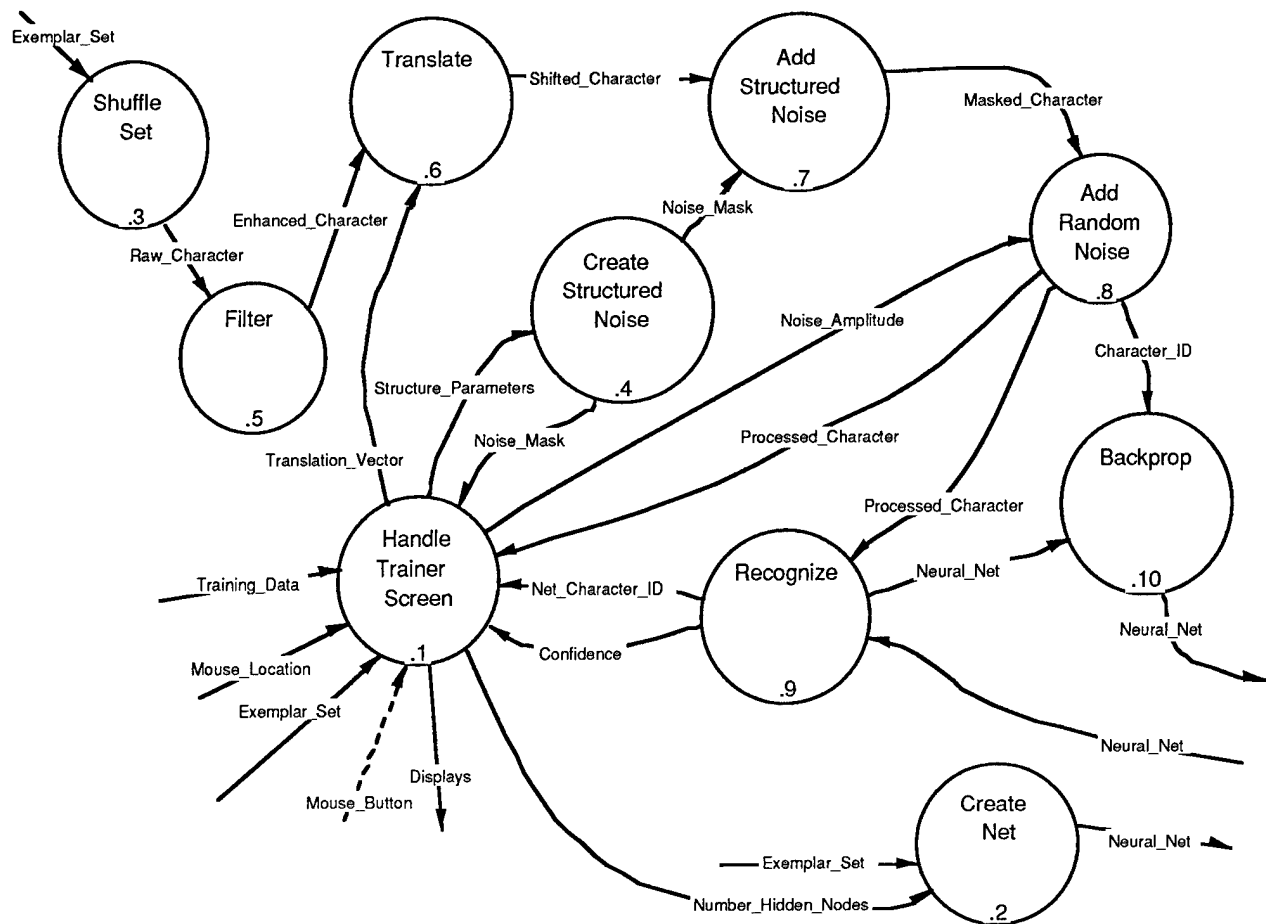 Exemplar_Set
Shuffle
Set
.3
Translate
.6
Shifted_Character
Add
Structured
Noise
.7
Masked_Character
Add
Random
Noise
.8
Enhanced_Character
Raw_Character
Filter
.5
Noise_Mask
Create
Structured
Noise
.4
Noise_Amplitude
Character_ID
Structure_Parameters
Noise_Mask
Translation_Vector
Processed_Character
Processed_Character
Backprop
.10
Handle
Trainer
Screen
.1
Training_Data
Net_Character_ID
Recognize
.9
Neural_Net
Confidence
Neural_Net
Mouse_Location
Exemplar_Set
Mouse_Button
Displays
Neural_Net
Create
Net
.2
Neural_Net
Exemplar_Set
Number_Hidden_Nodes